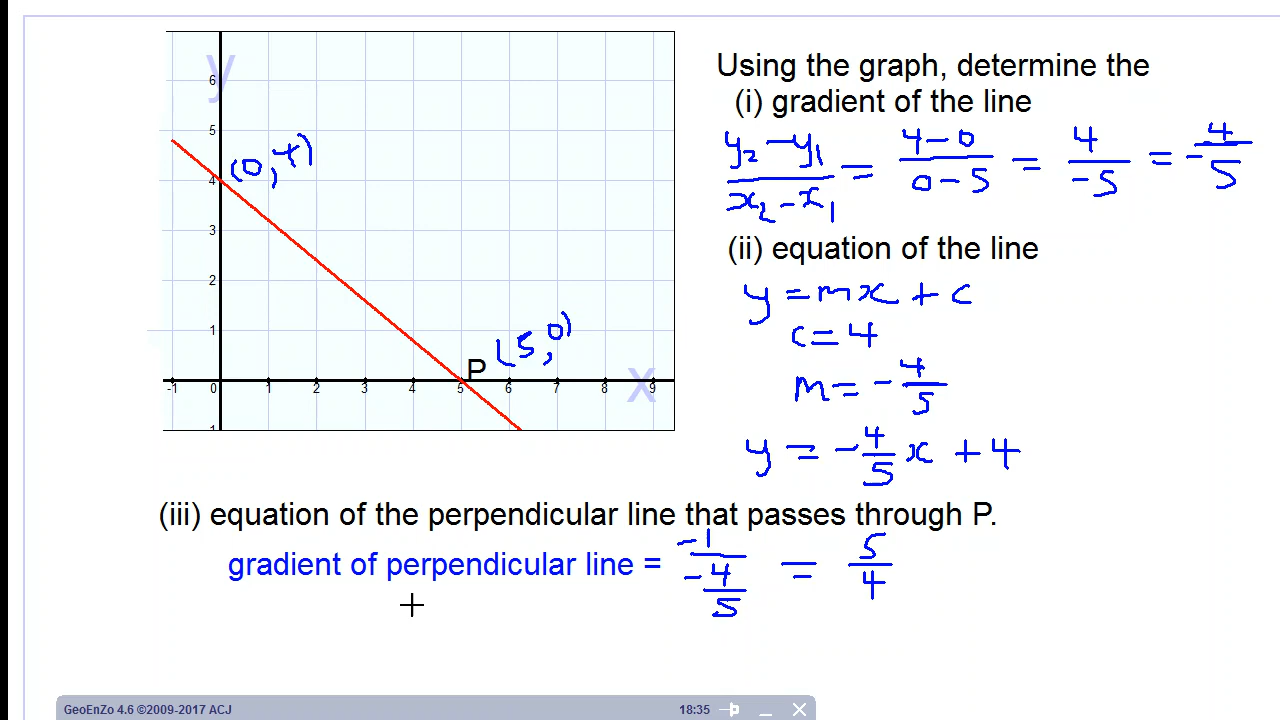 y
6
5
4
3
2
1
-1 0 1 2 3 4 5 6 7 8 9
x
(0,4)
P (5,0)
Using the graph, determine the
(i) gradient of the line
y₂-y₁/x₂-x₁ = 4-0/0-5 = 4/-5 = -4/5
(ii) equation of the line
y = mx + c
c = 4
m = -4/5
y = -4/5 x + 4
(iii) equation of the perpendicular line that passes through P.
gradient of perpendicular line = -1/-4/5 = 5/4
GeoEnZo 4.6 ©2009-2017 ACJ 18:35